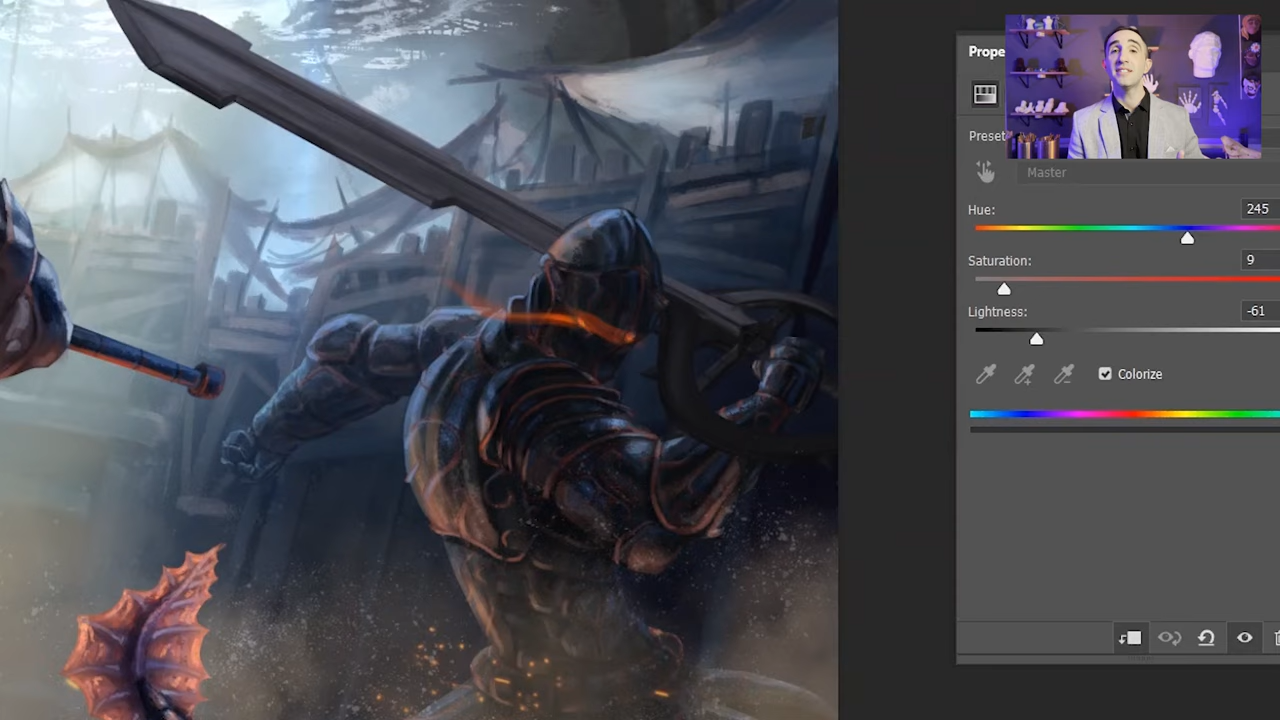 Prope
Preset
Master
Hue: 245
Saturation: 9
Lightness: -61
Colorize